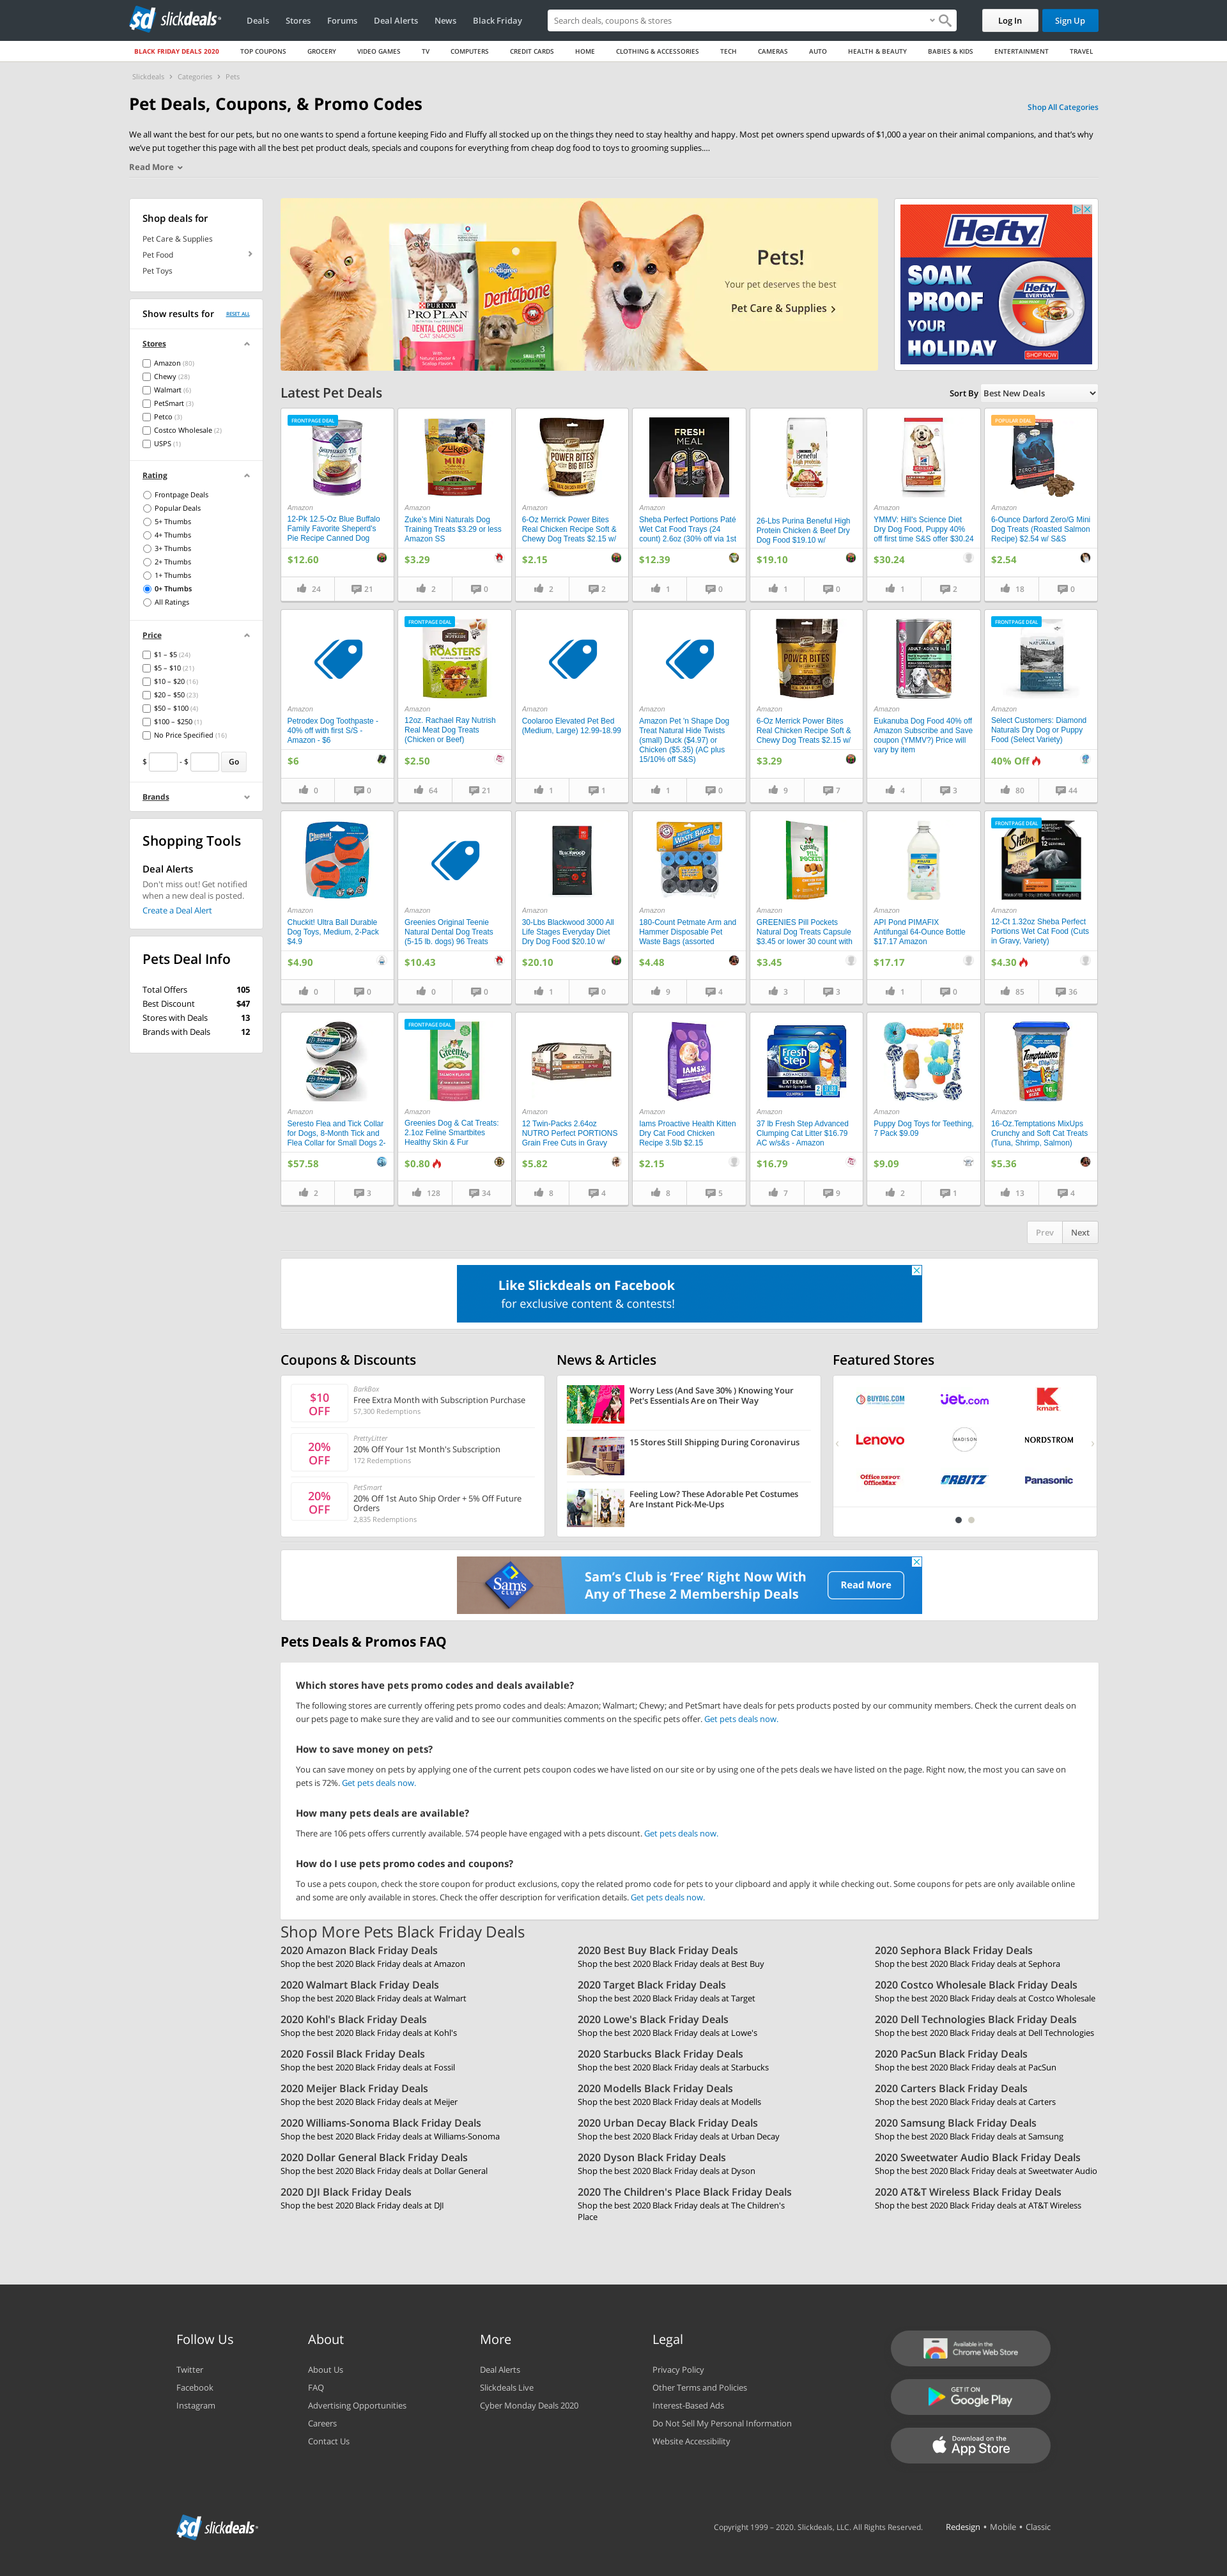 slickdeals
Deals
Stores
Forums
Deal Alerts
News
Black Friday
Search deals, coupons & stores
Log In
Sign Up
BLACK FRIDAY DEALS 2020
TOP COUPONS
GROCERY
VIDEO GAMES
TV
COMPUTERS
CREDIT CARDS
HOME
CLOTHING & ACCESSORIES
TECH
CAMERAS
AUTO
HEALTH & BEAUTY
BABIES & KIDS
ENTERTAINMENT
TRAVEL
Slickdeals › Categories › Pets
Pet Deals, Coupons, & Promo Codes
Shop All Categories
We all want the best for our pets, but no one wants to spend a fortune keeping Fido and Fluffy all stocked up on the things they need to stay healthy and happy. Most pet owners spend upwards of $1,000 a year on their animal companions, and that's why
we've put together this page with all the best pet product deals, specials and coupons for everything from cheap dog food to toys to grooming supplies....
Read More
Shop deals for
Pet Care & Supplies
Pet Food
Pet Toys
Show results for
RESET ALL
Stores
Amazon (80)
Chewy (28)
Walmart (6)
PetSmart (3)
Petco (3)
Costco Wholesale (2)
USPS (1)
Rating
Frontpage Deals
Popular Deals
5+ Thumbs
4+ Thumbs
3+ Thumbs
2+ Thumbs
1+ Thumbs
0+ Thumbs
All Ratings
Price
$1 – $5 (24)
$5 – $10 (21)
$10 – $20 (16)
$20 – $50 (23)
$50 – $100 (4)
$100 – $250 (1)
No Price Specified (16)
$ - $ Go
Brands
Shopping Tools
Deal Alerts
Don't miss out! Get notified
when a new deal is posted.
Create a Deal Alert
Pets Deal Info
Total Offers 105
Best Discount $47
Stores with Deals 13
Brands with Deals 12
PURINA
PRO PLAN
DENTAL CRUNCH
CAT SNACKS
Pedigree
Dentabone
Pets!
Your pet deserves the best
Pet Care & Supplies
Hefty
SOAK
PROOF
YOUR
HOLIDAY
Hefty
EVERYDAY
SHOP NOW
Latest Pet Deals
Sort By Best New Deals
FRONTPAGE DEAL
Amazon
12-Pk 12.5-Oz Blue Buffalo
Family Favorite Sheperd's
Pie Recipe Canned Dog
$12.60
24
21
Zuke's
MINI
Amazon
Zuke's Mini Naturals Dog
Training Treats $3.29 or less
Amazon SS
$3.29
2
0
POWER BITES
BIG BITES
Amazon
6-Oz Merrick Power Bites
Real Chicken Recipe Soft &
Chewy Dog Treats $2.15 w/
$2.15
2
2
FRESH
MEAL
Amazon
Sheba Perfect Portions Paté
Wet Cat Food Trays (24
count) 2.6oz (30% off via 1st
$12.39
1
0
Beneful
high protein
Amazon
26-Lbs Purina Beneful High
Protein Chicken & Beef Dry
Dog Food $19.10 w/
$19.10
1
0
Amazon
YMMV: Hill's Science Diet
Dry Dog Food, Puppy 40%
off first time S&S offer $30.24
$30.24
1
2
POPULAR DEAL
Amazon
6-Ounce Darford Zero/G Mini
Dog Treats (Roasted Salmon
Recipe) $2.54 w/ S&S
$2.54
18
0
Amazon
Petrodex Dog Toothpaste -
40% off with first S/S -
Amazon - $6
$6
0
0
FRONTPAGE DEAL
ROASTERS
Amazon
12oz. Rachael Ray Nutrish
Real Meat Dog Treats
(Chicken or Beef)
$2.50
64
21
Amazon
Coolaroo Elevated Pet Bed
(Medium, Large) 12.99-18.99
1
1
Amazon
Amazon Pet 'n Shape Dog
Treat Natural Hide Twists
(small) Duck ($4.97) or
Chicken ($5.35) (AC plus
15/10% off S&S)
1
0
POWER BITES
Amazon
6-Oz Merrick Power Bites
Real Chicken Recipe Soft &
Chewy Dog Treats $2.15 w/
$3.29
9
7
Amazon
Eukanuba Dog Food 40% off
Amazon Subscribe and Save
coupon (YMMV?) Price will
vary by item
4
3
FRONTPAGE DEAL
NATURALS
Amazon
Select Customers: Diamond
Naturals Dry Dog or Puppy
Food (Select Variety)
40% Off
80
44
Chuckit!
Amazon
Chuckit! Ultra Ball Durable
Dog Toys, Medium, 2-Pack
$4.9
$4.90
0
0
Amazon
Greenies Original Teenie
Natural Dental Dog Treats
(5-15 lb. dogs) 96 Treats
$10.43
0
0
BLACKWOOD
Amazon
30-Lbs Blackwood 3000 All
Life Stages Everyday Diet
Dry Dog Food $20.10 w/
$20.10
1
0
WASTE BAGS
Amazon
180-Count Petmate Arm and
Hammer Disposable Pet
Waste Bags (assorted
$4.48
9
4
Greenies
PILL
POCKETS
Amazon
GREENIES Pill Pockets
Natural Dog Treats Capsule
$3.45 or lower 30 count with
$3.45
3
3
Amazon
API Pond PIMAFIX
Antifungal 64-Ounce Bottle
$17.17 Amazon
$17.17
1
0
FRONTPAGE DEAL
Sheba
Amazon
12-Ct 1.32oz Sheba Perfect
Portions Wet Cat Food (Cuts
in Gravy, Variety)
$4.30
85
36
Seresto
Amazon
Seresto Flea and Tick Collar
for Dogs, 8-Month Tick and
Flea Collar for Small Dogs 2-
$57.58
2
3
FRONTPAGE DEAL
Greenies
Amazon
Greenies Dog & Cat Treats:
2.1oz Feline Smartbites
Healthy Skin & Fur
$0.80
128
34
Amazon
12 Twin-Packs 2.64oz
NUTRO Perfect PORTIONS
Grain Free Cuts in Gravy
$5.82
8
4
IAMS
Amazon
Iams Proactive Health Kitten
Dry Cat Food Chicken
Recipe 3.5lb $2.15
$2.15
8
5
Fresh
Step
EXTREME
Amazon
37 lb Fresh Step Advanced
Clumping Cat Litter $16.79
AC w/s&s - Amazon
$16.79
7
9
7 PACK
Amazon
Puppy Dog Toys for Teething,
7 Pack $9.09
$9.09
2
1
Temptations
Amazon
16-Oz.Temptations MixUps
Crunchy and Soft Cat Treats
(Tuna, Shrimp, Salmon)
$5.36
13
4
Prev
Next
Like Slickdeals on Facebook
for exclusive content & contests!
Coupons & Discounts
$10
OFF
BarkBox
Free Extra Month with Subscription Purchase
57,300 Redemptions
20%
OFF
PrettyLitter
20% Off Your 1st Month's Subscription
172 Redemptions
20%
OFF
PetSmart
20% Off 1st Auto Ship Order + 5% Off Future
Orders
2,835 Redemptions
News & Articles
Worry Less (And Save 30% ) Knowing Your
Pet's Essentials Are on Their Way
15 Stores Still Shipping During Coronavirus
Feeling Low? These Adorable Pet Costumes
Are Instant Pick-Me-Ups
Featured Stores
BUYDIG.COM
jet.com
kmart
Lenovo
MADISON
NORDSTROM
Office DEPOT
OfficeMax
ORBITZ
Panasonic
Sam's
CLUB
Sam's Club is 'Free' Right Now With
Any of These 2 Membership Deals
Read More
Pets Deals & Promos FAQ
Which stores have pets promo codes and deals available?
The following stores are currently offering pets promo codes and deals: Amazon; Walmart; Chewy; and PetSmart have deals for pets products posted by our community members. Check the current deals on
our pets page to make sure they are valid and to see our communities comments on the specific pets offer. Get pets deals now.
How to save money on pets?
You can save money on pets by applying one of the current pets coupon codes we have listed on our site or by using one of the pets deals we have listed on the page. Right now, the most you can save on
pets is 72%. Get pets deals now.
How many pets deals are available?
There are 106 pets offers currently available. 574 people have engaged with a pets discount. Get pets deals now.
How do I use pets promo codes and coupons?
To use a pets coupon, check the store coupon for product exclusions, copy the related promo code for pets to your clipboard and apply it while checking out. Some coupons for pets are only available online
and some are only available in stores. Check the offer description for verification details. Get pets deals now.
Shop More Pets Black Friday Deals
2020 Amazon Black Friday Deals
Shop the best 2020 Black Friday deals at Amazon
2020 Best Buy Black Friday Deals
Shop the best 2020 Black Friday deals at Best Buy
2020 Sephora Black Friday Deals
Shop the best 2020 Black Friday deals at Sephora
2020 Walmart Black Friday Deals
Shop the best 2020 Black Friday deals at Walmart
2020 Target Black Friday Deals
Shop the best 2020 Black Friday deals at Target
2020 Costco Wholesale Black Friday Deals
Shop the best 2020 Black Friday deals at Costco Wholesale
2020 Kohl's Black Friday Deals
Shop the best 2020 Black Friday deals at Kohl's
2020 Lowe's Black Friday Deals
Shop the best 2020 Black Friday deals at Lowe's
2020 Dell Technologies Black Friday Deals
Shop the best 2020 Black Friday deals at Dell Technologies
2020 Fossil Black Friday Deals
Shop the best 2020 Black Friday deals at Fossil
2020 Starbucks Black Friday Deals
Shop the best 2020 Black Friday deals at Starbucks
2020 PacSun Black Friday Deals
Shop the best 2020 Black Friday deals at PacSun
2020 Meijer Black Friday Deals
Shop the best 2020 Black Friday deals at Meijer
2020 Modells Black Friday Deals
Shop the best 2020 Black Friday deals at Modells
2020 Carters Black Friday Deals
Shop the best 2020 Black Friday deals at Carters
2020 Williams-Sonoma Black Friday Deals
Shop the best 2020 Black Friday deals at Williams-Sonoma
2020 Urban Decay Black Friday Deals
Shop the best 2020 Black Friday deals at Urban Decay
2020 Samsung Black Friday Deals
Shop the best 2020 Black Friday deals at Samsung
2020 Dollar General Black Friday Deals
Shop the best 2020 Black Friday deals at Dollar General
2020 Dyson Black Friday Deals
Shop the best 2020 Black Friday deals at Dyson
2020 Sweetwater Audio Black Friday Deals
Shop the best 2020 Black Friday deals at Sweetwater Audio
2020 DJI Black Friday Deals
Shop the best 2020 Black Friday deals at DJI
2020 The Children's Place Black Friday Deals
Shop the best 2020 Black Friday deals at The Children's
Place
2020 AT&T Wireless Black Friday Deals
Shop the best 2020 Black Friday deals at AT&T Wireless
Follow Us
Twitter
Facebook
Instagram
About
About Us
FAQ
Advertising Opportunities
Careers
Contact Us
More
Deal Alerts
Slickdeals Live
Cyber Monday Deals 2020
Legal
Privacy Policy
Other Terms and Policies
Interest-Based Ads
Do Not Sell My Personal Information
Website Accessibility
Available in the
Chrome Web Store
GET IT ON
Google Play
Download on the
App Store
slickdeals
Copyright 1999 – 2020. Slickdeals, LLC. All Rights Reserved.
Redesign • Mobile • Classic